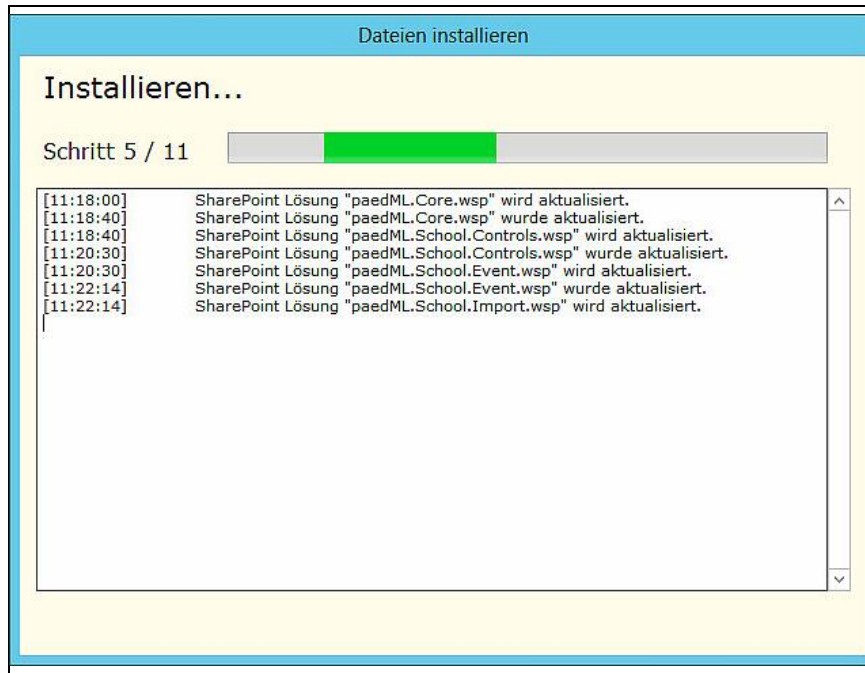 Dateien installieren
Installieren...
Schritt 5 / 11
[11:18:00] SharePoint Lösung "paedML.Core.wsp" wird aktualisiert.
[11:18:40] SharePoint Lösung "paedML.Core.wsp" wurde aktualisiert.
[11:18:40] SharePoint Lösung "paedML.School.Controls.wsp" wird aktualisiert.
[11:20:30] SharePoint Lösung "paedML.School.Controls.wsp" wurde aktualisiert.
[11:20:30] SharePoint Lösung "paedML.School.Event.wsp" wird aktualisiert.
[11:22:14] SharePoint Lösung "paedML.School.Event.wsp" wurde aktualisiert.
[11:22:14] SharePoint Lösung "paedML.School.Import.wsp" wird aktualisiert.